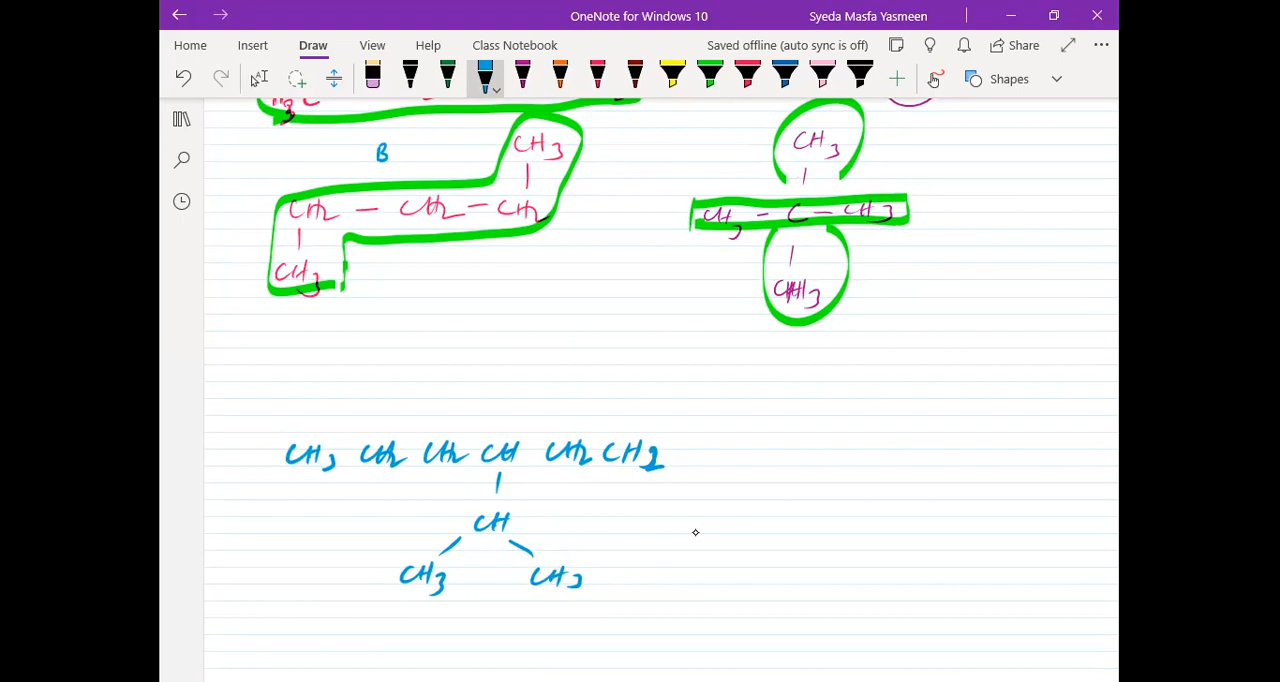 OneNote for Windows 10 Syeda Masfa Yasmeen
Home Insert Draw View Help Class Notebook Saved offline (auto sync is off) Share
Shapes
H3C
B
CH3
CH3
CH2 — CH2 — CH2
CH3 — C — CH3
CH3
CH3
CH3 CH2 CH2 CH CH2 CH3
CH
CH3 CH3